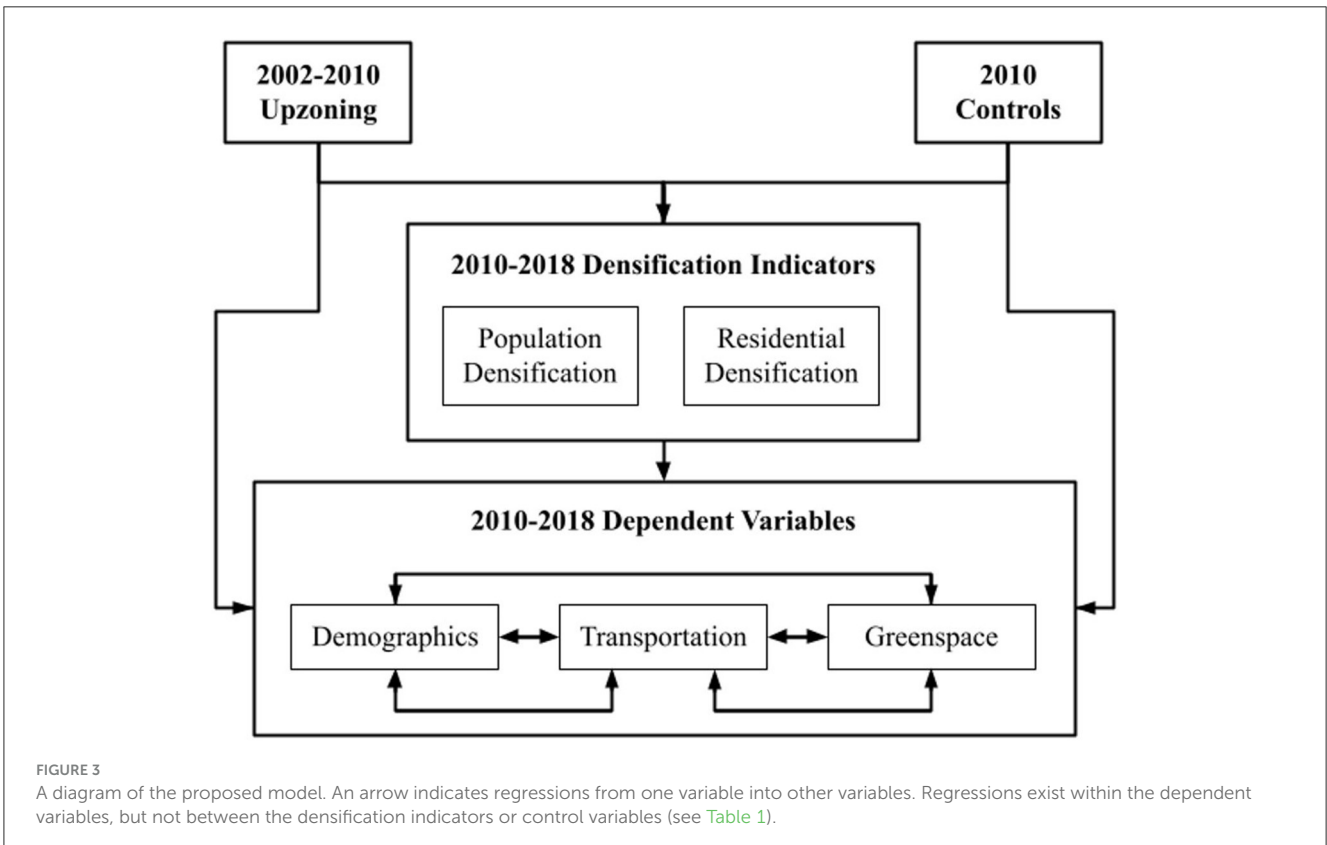 2002-2010
Upzoning
2010
Controls
2010-2018 Densification Indicators
Population
Densification
Residential
Densification
2010-2018 Dependent Variables
Demographics
Transportation
Greenspace
FIGURE 3
A diagram of the proposed model. An arrow indicates regressions from one variable into other variables. Regressions exist within the dependent
variables, but not between the densification indicators or control variables (see Table 1).